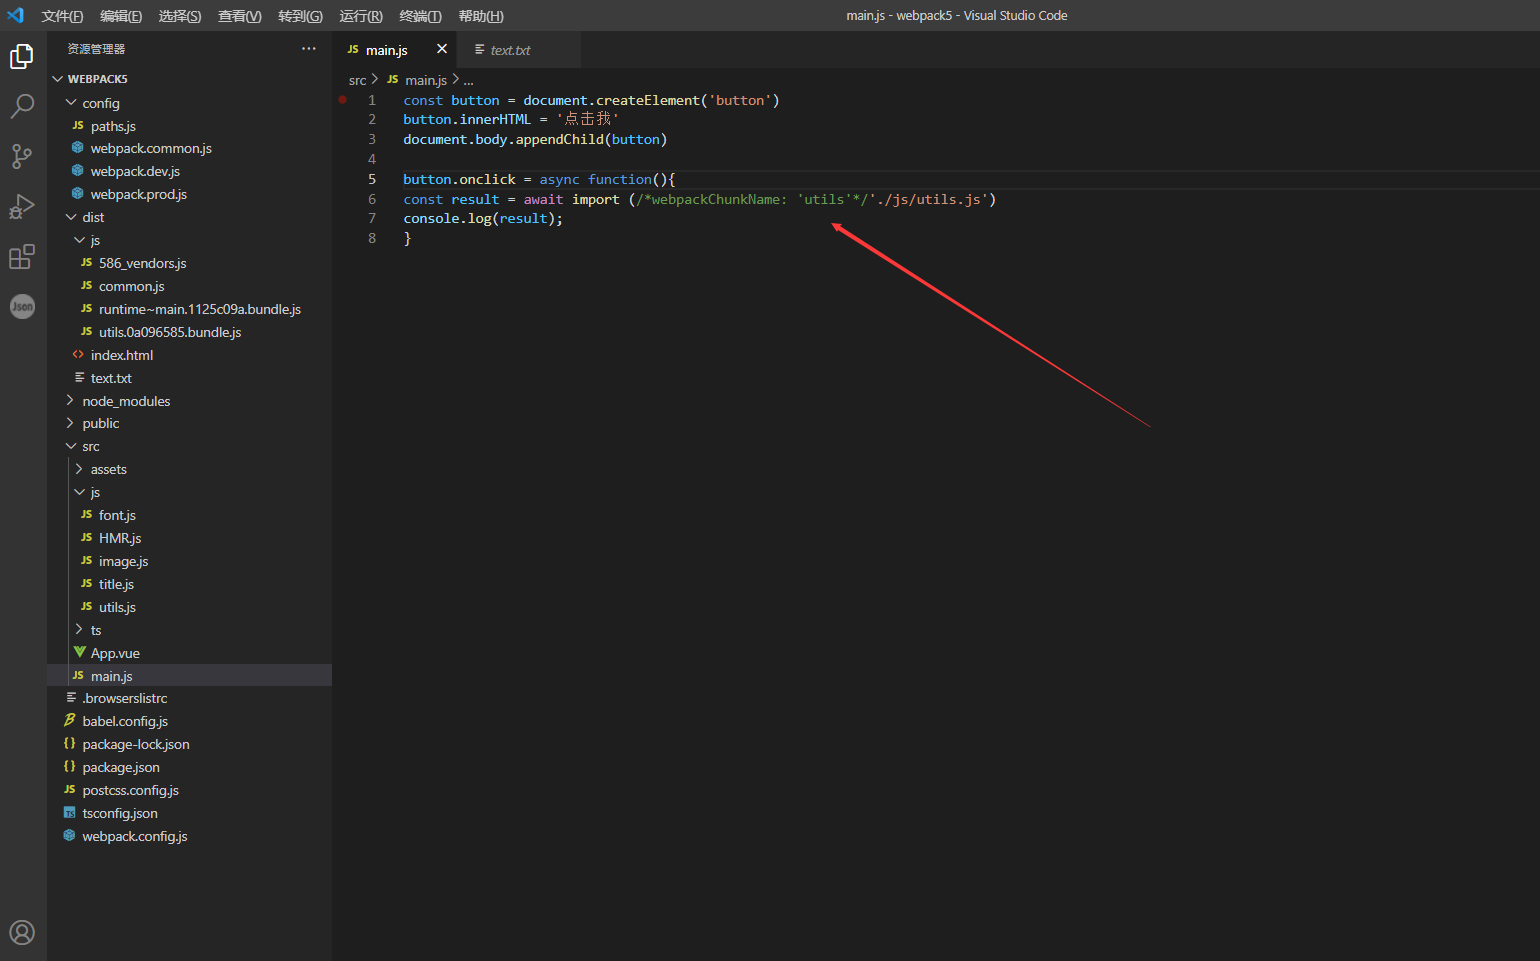 文件(F) 编辑(E) 选择(S) 查看(V) 转到(G) 运行(R) 终端(T) 帮助(H)
main.js - webpack5 - Visual Studio Code
资源管理器 ···
WEBPACK5
config
JS paths.js
webpack.common.js
webpack.dev.js
webpack.prod.js
dist
js
JS 586_vendors.js
JS common.js
JS runtime~main.1125c09a.bundle.js
JS utils.0a096585.bundle.js
<> index.html
text.txt
node_modules
public
src
assets
js
JS font.js
JS HMR.js
JS image.js
JS title.js
JS utils.js
ts
App.vue
JS main.js
.browserslistrc
babel.config.js
{} package-lock.json
{} package.json
JS postcss.config.js
TS tsconfig.json
webpack.config.js
Json
JS main.js × text.txt
src > JS main.js > ...
1 const button = document.createElement('button')
2 button.innerHTML = '点击我'
3 document.body.appendChild(button)
4
5 button.onclick = async function(){
6 const result = await import (/*webpackChunkName: 'utils'*/'./js/utils.js')
7 console.log(result);
8 }